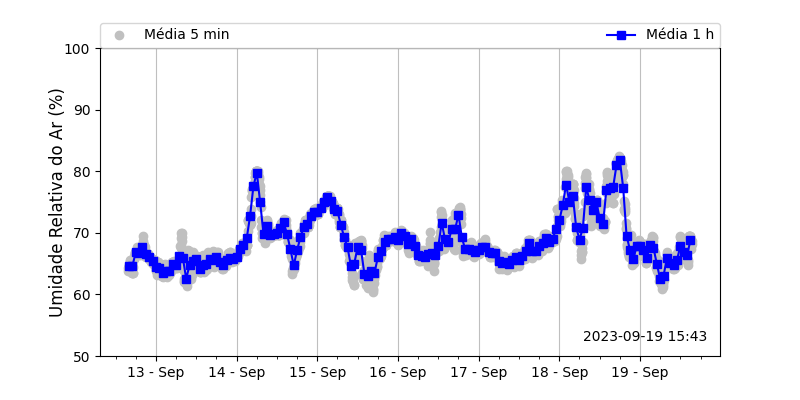 Média 5 min
Média 1 h
Umidade Relativa do Ar (%)
100
90
80
70
60
50
2023-09-19 15:43
13 - Sep
14 - Sep
15 - Sep
16 - Sep
17 - Sep
18 - Sep
19 - Sep